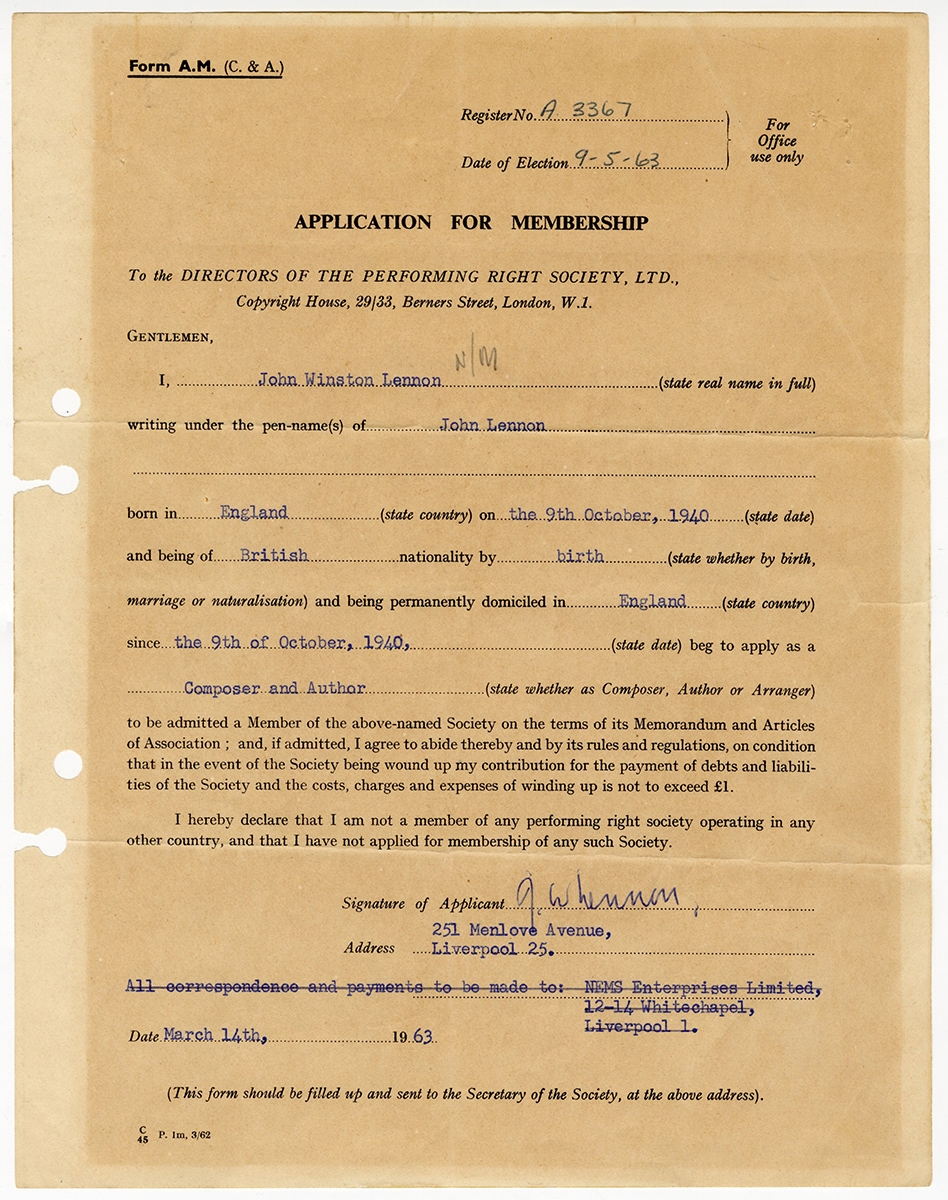 Form A.M. (C. & A.)
Register No. A 3367
Date of Election 9-5-63
For
Office
use only
APPLICATION FOR MEMBERSHIP
To the DIRECTORS OF THE PERFORMING RIGHT SOCIETY, LTD.,
Copyright House, 29/33, Berners Street, London, W.1.
GENTLEMEN,
N/M
I, John Winston Lennon (state real name in full)
writing under the pen-name(s) of John Lennon
born in England (state country) on the 9th October, 1940 (state date)
and being of British nationality by birth (state whether by birth,
marriage or naturalisation) and being permanently domiciled in England (state country)
since the 9th of October, 1940, (state date) beg to apply as a
Composer and Author (state whether as Composer, Author or Arranger)
to be admitted a Member of the above-named Society on the terms of its Memorandum and Articles
of Association ; and, if admitted, I agree to abide thereby and by its rules and regulations, on condition
that in the event of the Society being wound up my contribution for the payment of debts and liabili-
ties of the Society and the costs, charges and expenses of winding up is not to exceed £1.
I hereby declare that I am not a member of any performing right society operating in any
other country, and that I have not applied for membership of any such Society.
Signature of Applicant J. W. Lennon
251 Menlove Avenue,
Address Liverpool 25.
All correspondence and payments to be made to: NEMS Enterprises Limited,
12-14 Whitechapel,
Liverpool 1.
Date March 14th, 1963
(This form should be filled up and sent to the Secretary of the Society, at the above address).
C
45 P. 1m, 3/62